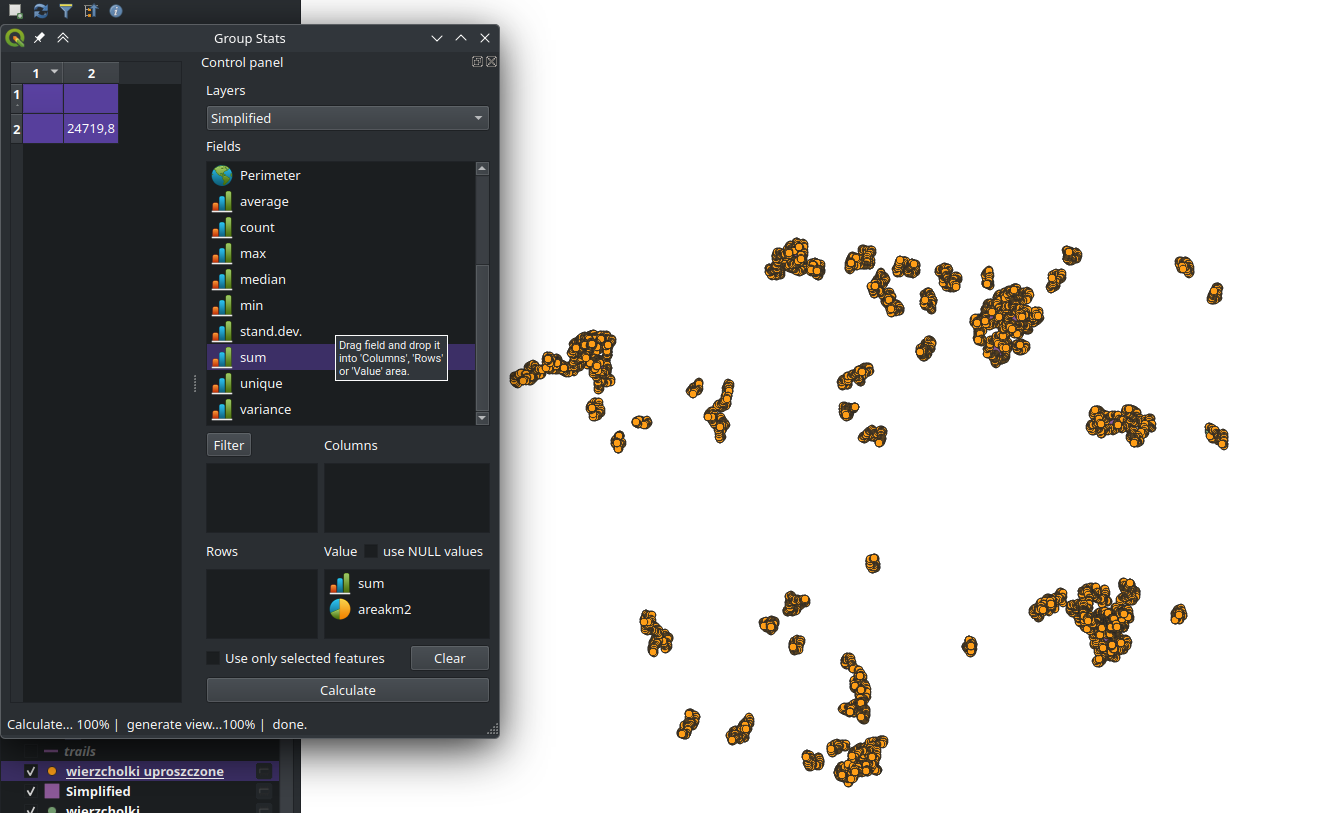 Group Stats
Control panel
1 2
1
2 24719,8
Layers
Simplified
Fields
Perimeter
average
count
max
median
min
stand.dev.
sum
unique
variance
Drag field and drop it
into 'Columns', 'Rows'
or 'Value' area.
Filter
Columns
Rows
Value use NULL values
sum
areakm2
Use only selected features
Clear
Calculate
Calculate... 100% | generate view...100% | done.
trails
wierzcholki uproszczone
Simplified
wierzcholki